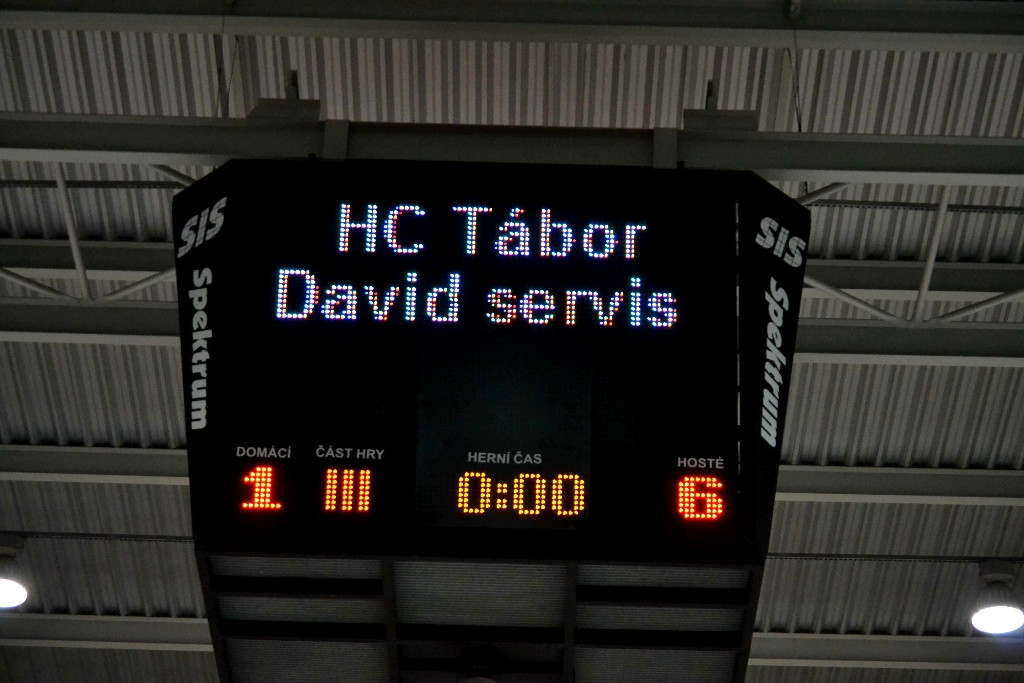 HC Tábor
David servis
SIS Spektrum
SIS Spektrum
DOMÁCÍ ČÁST HRY HERNÍ ČAS HOSTÉ
1 III 0:00 6